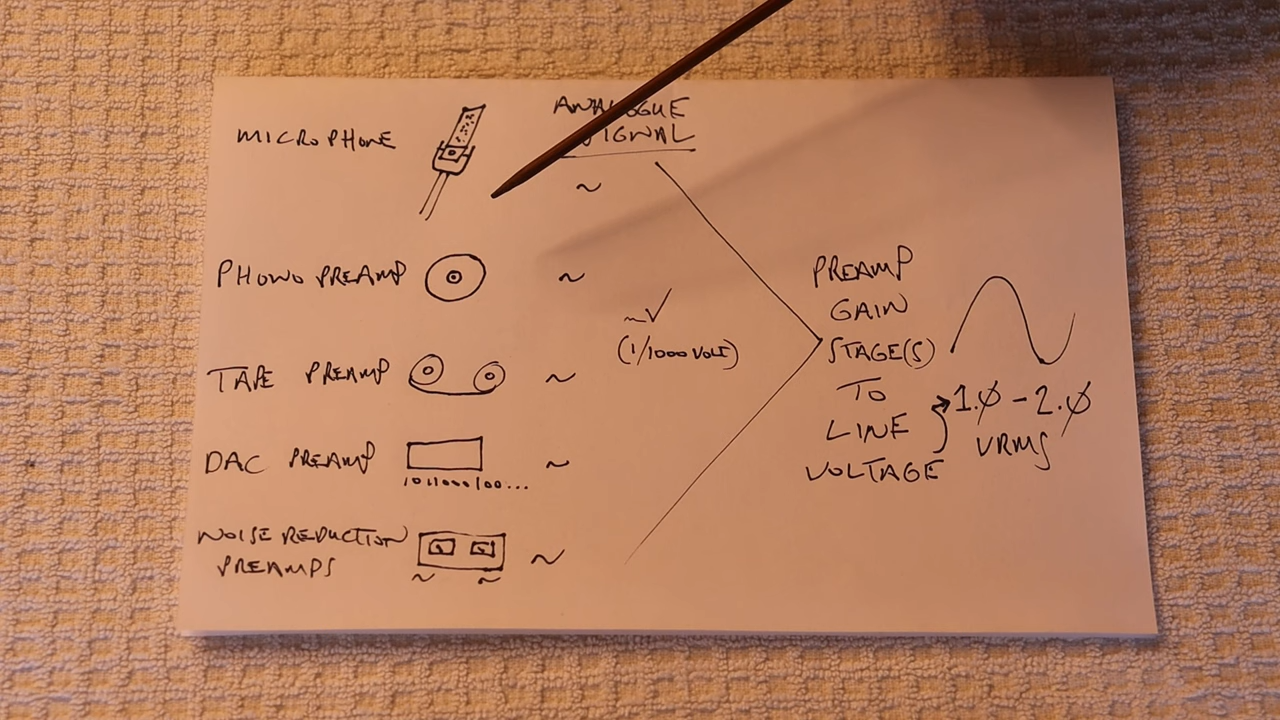 MICROPHONE
ANALOGUE
SIGNAL
~
PHONO PREAMP
~
mV
(1/1000 VOLT)
TAPE PREAMP
~
DAC PREAMP
1011000100...
~
NOISE REDUCTION
PREAMPS
~ ~
~
PREAMP
GAIN
STAGE(S)
TO
LINE
VOLTAGE
1.0 - 2.0
VRMS